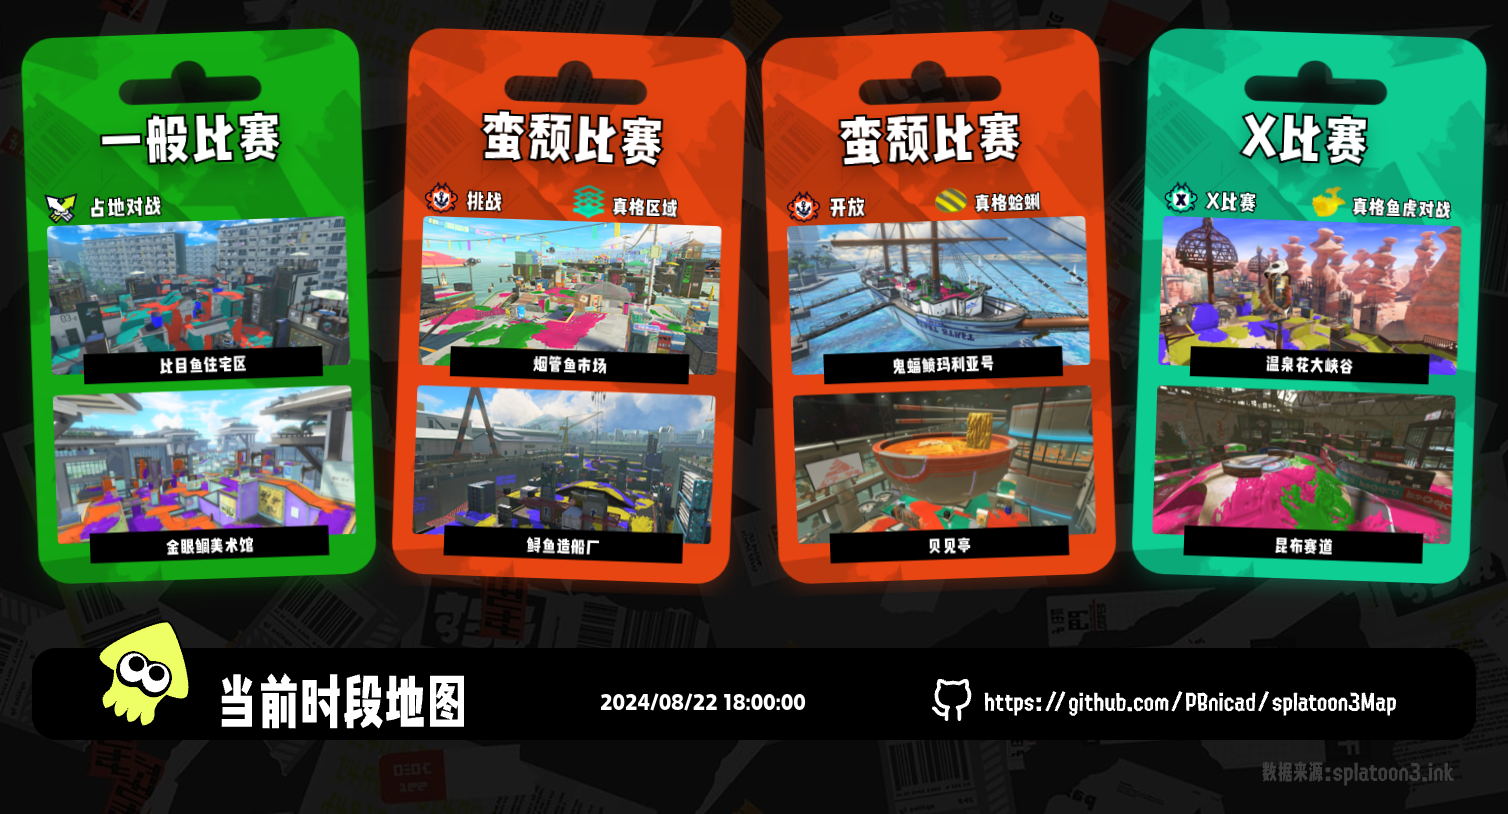 一般比赛
占地对战
比目鱼住宅区
金眼鲷美术馆
蛮颓比赛
挑战
真格区域
烟管鱼市场
鲟鱼造船厂
蛮颓比赛
开放
真格蛤蜊
鬼蝠鲼玛利亚号
贝见亭
X比赛
X比赛
真格鱼虎对战
温泉花大峡谷
昆布赛道
当前时段地图
2024/08/22 18:00:00
https://github.com/PBnicad/splatoon3Map
数据来源:splatoon3.ink